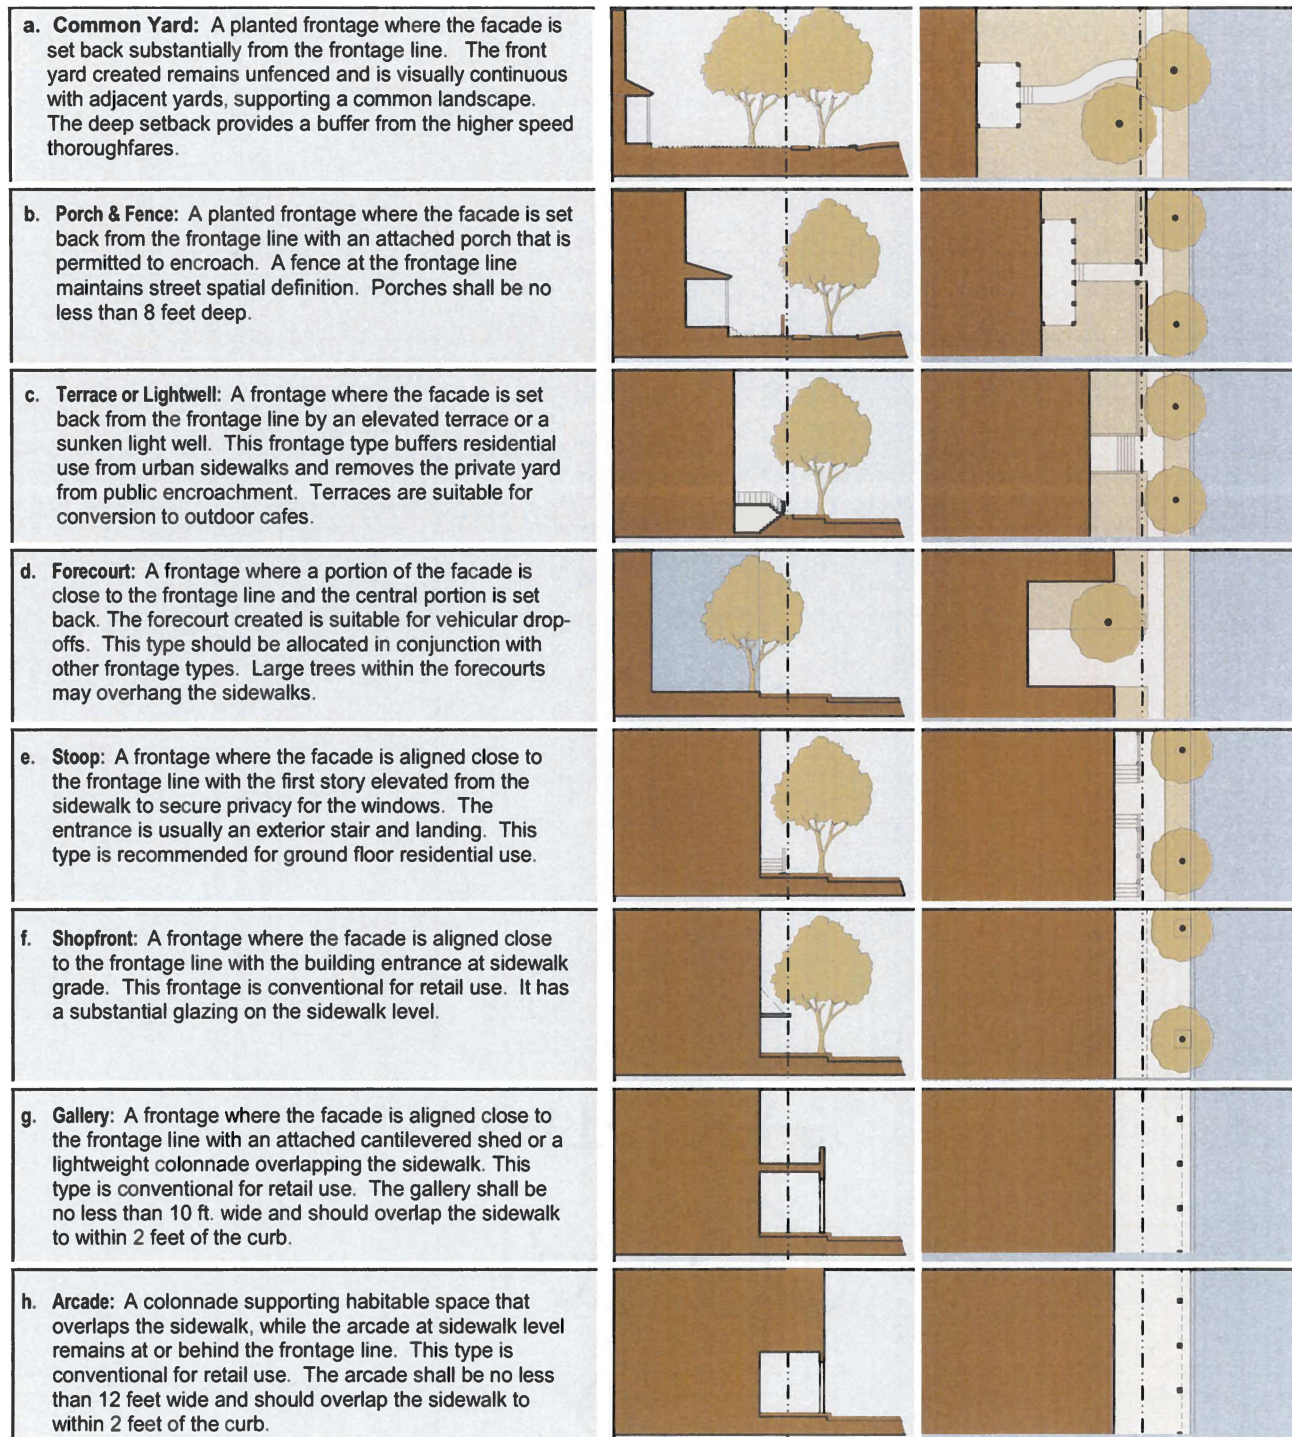 a. Common Yard: A planted frontage where the facade is
set back substantially from the frontage line. The front
yard created remains unfenced and is visually continuous
with adjacent yards, supporting a common landscape.
The deep setback provides a buffer from the higher speed
thoroughfares.
b. Porch & Fence: A planted frontage where the facade is set
back from the frontage line with an attached porch that is
permitted to encroach. A fence at the frontage line
maintains street spatial definition. Porches shall be no
less than 8 feet deep.
c. Terrace or Lightwell: A frontage where the facade is set
back from the frontage line by an elevated terrace or a
sunken light well. This frontage type buffers residential
use from urban sidewalks and removes the private yard
from public encroachment. Terraces are suitable for
conversion to outdoor cafes.
d. Forecourt: A frontage where a portion of the facade is
close to the frontage line and the central portion is set
back. The forecourt created is suitable for vehicular drop-
offs. This type should be allocated in conjunction with
other frontage types. Large trees within the forecourts
may overhang the sidewalks.
e. Stoop: A frontage where the facade is aligned close to
the frontage line with the first story elevated from the
sidewalk to secure privacy for the windows. The
entrance is usually an exterior stair and landing. This
type is recommended for ground floor residential use.
f. Shopfront: A frontage where the facade is aligned close
to the frontage line with the building entrance at sidewalk
grade. This frontage is conventional for retail use. It has
a substantial glazing on the sidewalk level.
g. Gallery: A frontage where the facade is aligned close to
the frontage line with an attached cantilevered shed or a
lightweight colonnade overlapping the sidewalk. This
type is conventional for retail use. The gallery shall be
no less than 10 ft. wide and should overlap the sidewalk
to within 2 feet of the curb.
h. Arcade: A colonnade supporting habitable space that
overlaps the sidewalk, while the arcade at sidewalk level
remains at or behind the frontage line. This type is
conventional for retail use. The arcade shall be no less
than 12 feet wide and should overlap the sidewalk to
within 2 feet of the curb.